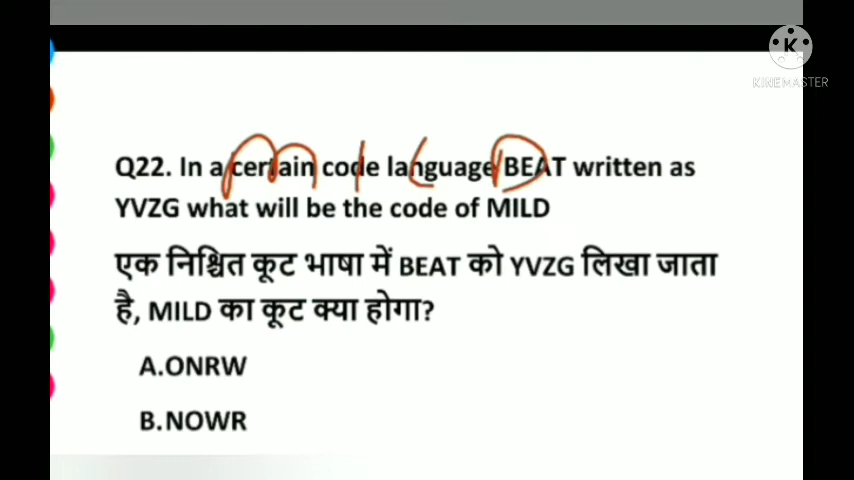 K
KINEMASTER
M I L D
Q22. In a certain code language BEAT written as
YVZG what will be the code of MILD
एक निश्चित कूट भाषा में BEAT को YVZG लिखा जाता
है, MILD का कूट क्या होगा?
A.ONRW
B.NOWR